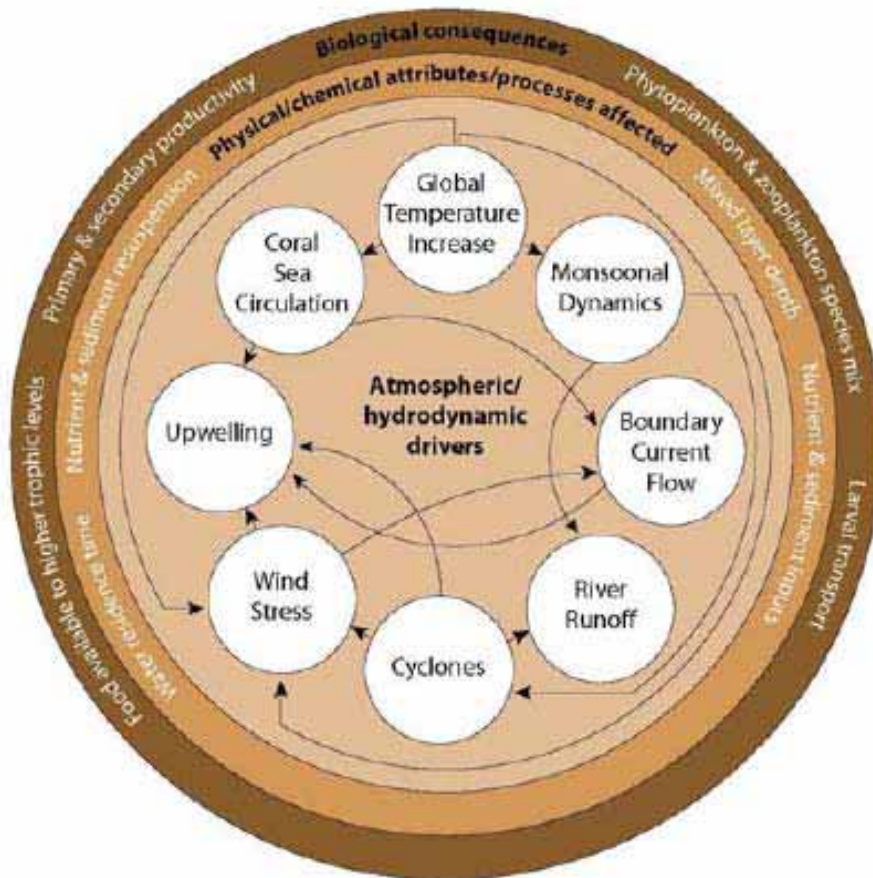 Biological consequences
Physical/chemical attributes/processes affected
Primary & secondary productivity
Phytoplankton & zooplankton species mix
Nutrient & sediment resuspension
Mixed layer depth
Global
Temperature
Increase
Coral
Sea
Circulation
Monsoonal
Dynamics
Atmospheric/
hydrodynamic
drivers
Upwelling
Boundary
Current
Flow
Wind
Stress
River
Runoff
Cyclones
Food available to higher trophic levels
Water residence time
Nutrient & sediment inputs
Larval transport